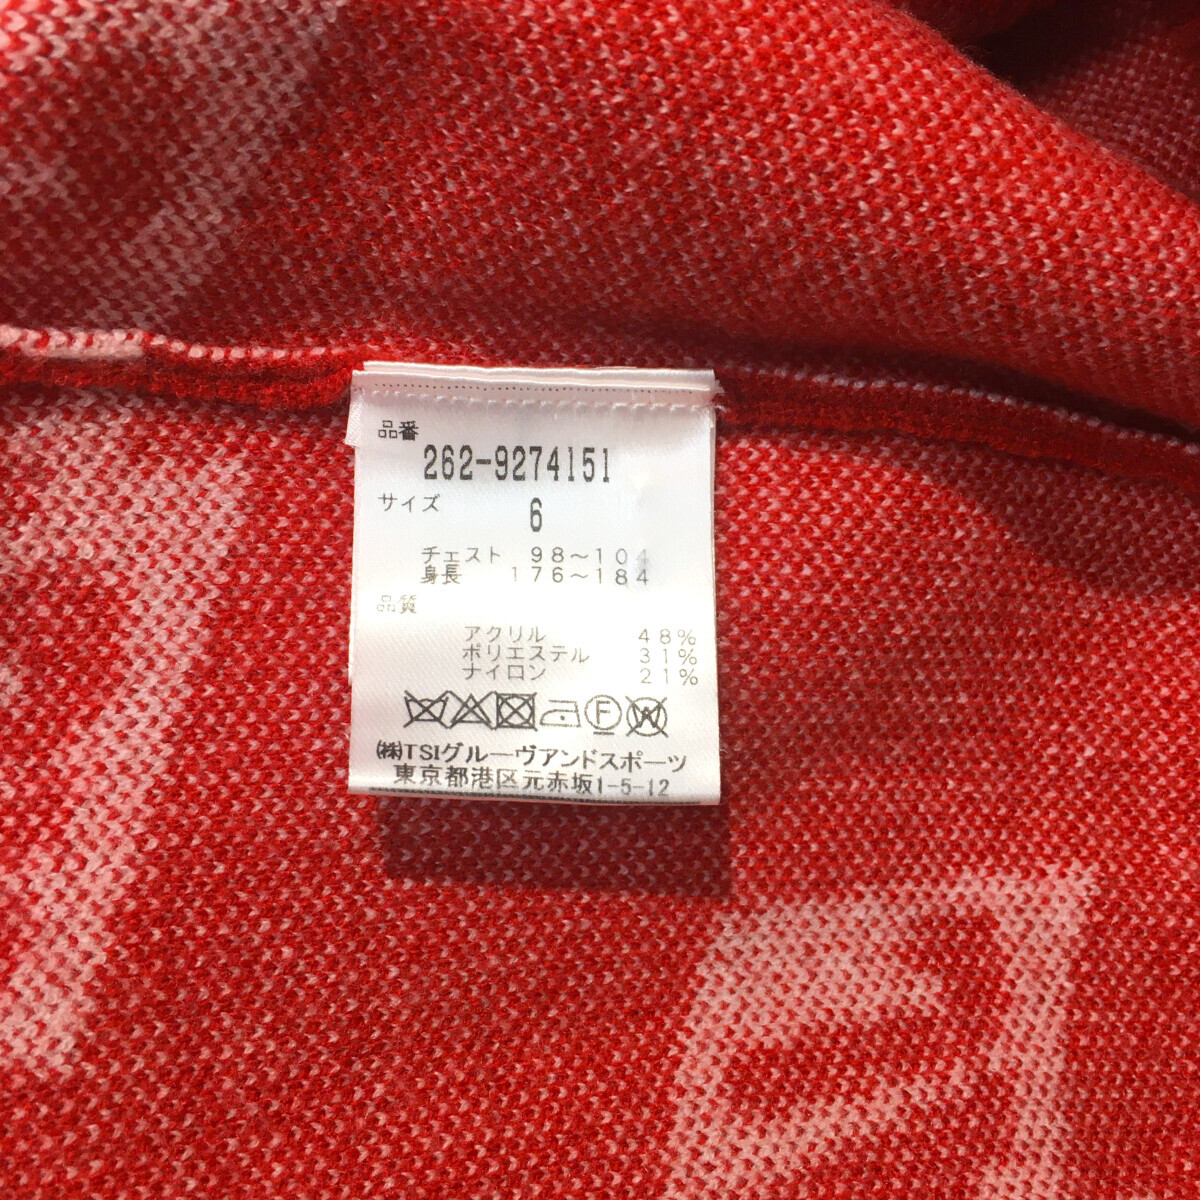 品番
262-9274151
サイズ 6
チェスト 98～104
身長 176～184
品質
アクリル 48%
ポリエステル 31%
ナイロン 21%
F W
㈱TSIグルーヴアンドスポーツ
東京都港区元赤坂1-5-12